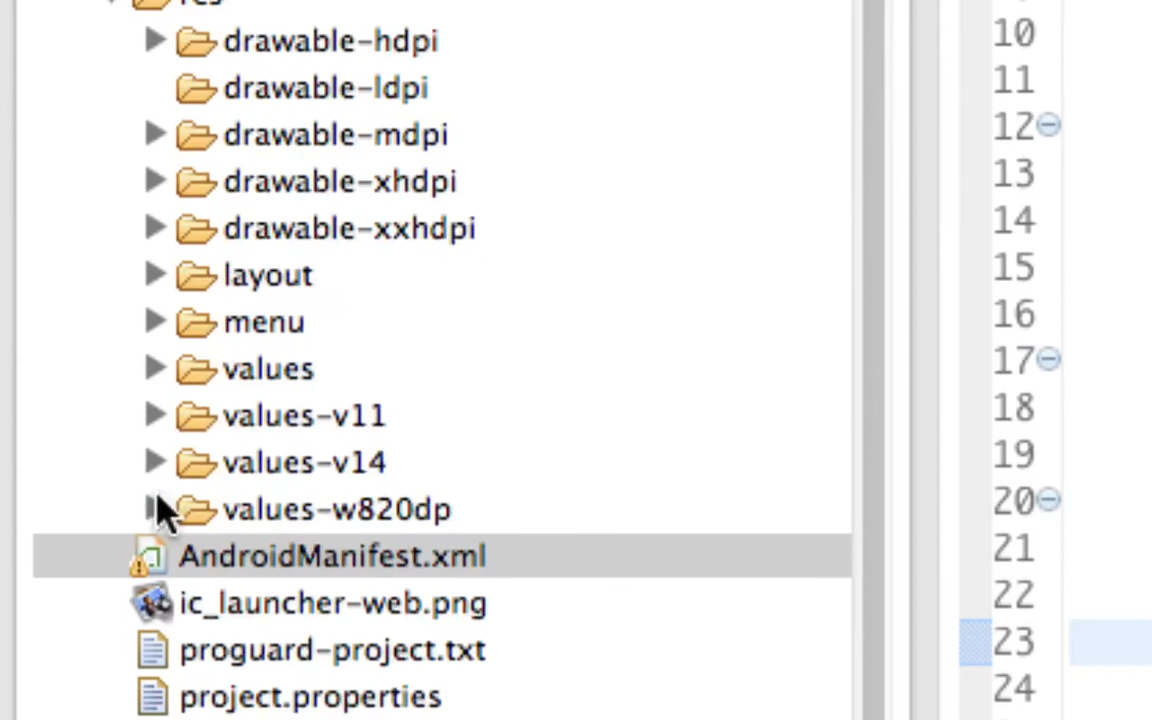 res
drawable-hdpi
drawable-ldpi
drawable-mdpi
drawable-xhdpi
drawable-xxhdpi
layout
menu
values
values-v11
values-v14
values-w820dp
AndroidManifest.xml
ic_launcher-web.png
proguard-project.txt
project.properties
10
11
12
13
14
15
16
17
18
19
20
21
22
23
24